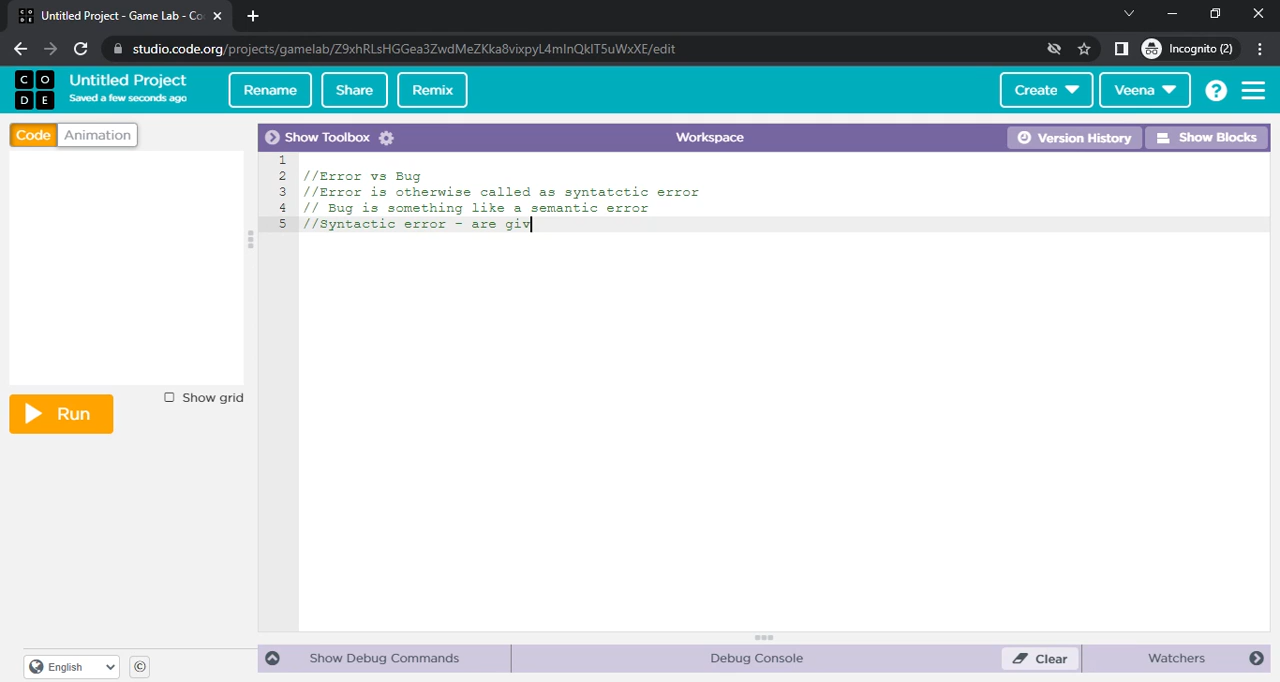 Untitled Project - Game Lab - Co
studio.code.org/projects/gamelab/Z9xhRLsHGGea3ZwdMeZKka8vixpyL4mInQkIT5uWxXE/edit
Incognito (2)
C O D E
Untitled Project
Saved a few seconds ago
Rename
Share
Remix
Create
Veena
?
Code
Animation
Show Toolbox
Workspace
Version History
Show Blocks
1
2 //Error vs Bug
3 //Error is otherwise called as syntatctic error
4 // Bug is something like a semantic error
5 //Syntactic error - are giv
Show grid
Run
English
©
Show Debug Commands
Debug Console
Clear
Watchers